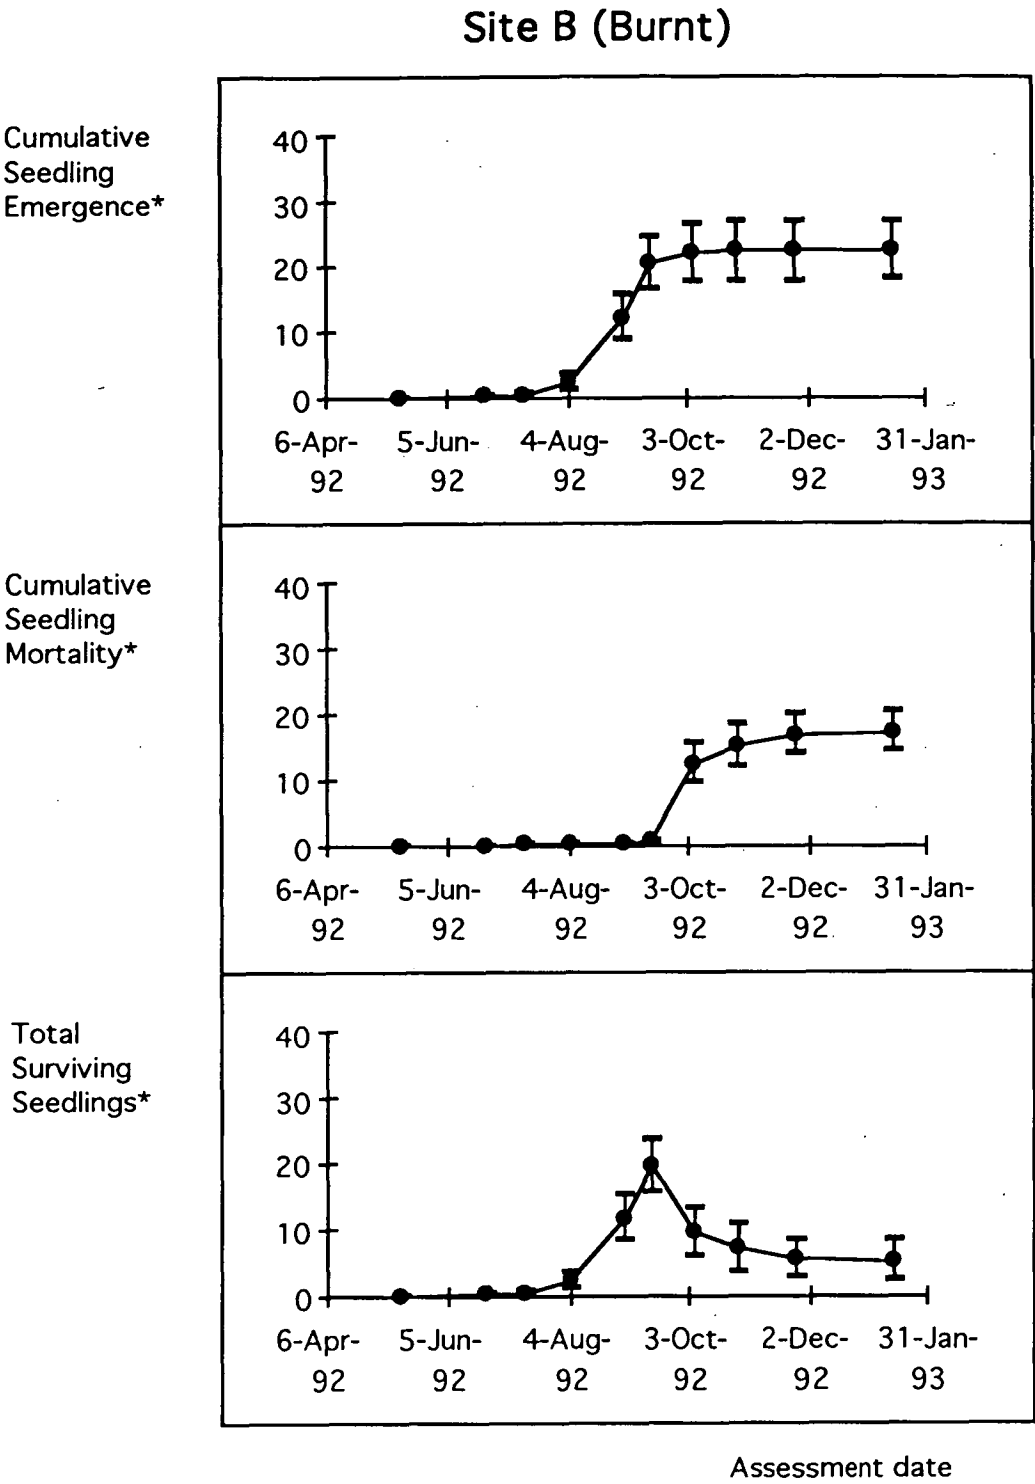 Site B (Burnt)
Cumulative
Seedling
Emergence*
40
30
20
10
0
6-Apr- 5-Jun- 4-Aug- 3-Oct- 2-Dec- 31-Jan-
92 92 92 92 92 93
Cumulative
Seedling
Mortality*
40
30
20
10
0
6-Apr- 5-Jun- 4-Aug- 3-Oct- 2-Dec- 31-Jan-
92 92 92 92 92 93
Total
Surviving
Seedlings*
40
30
20
10
0
6-Apr- 5-Jun- 4-Aug- 3-Oct- 2-Dec- 31-Jan-
92 92 92 92 92 93
Assessment date